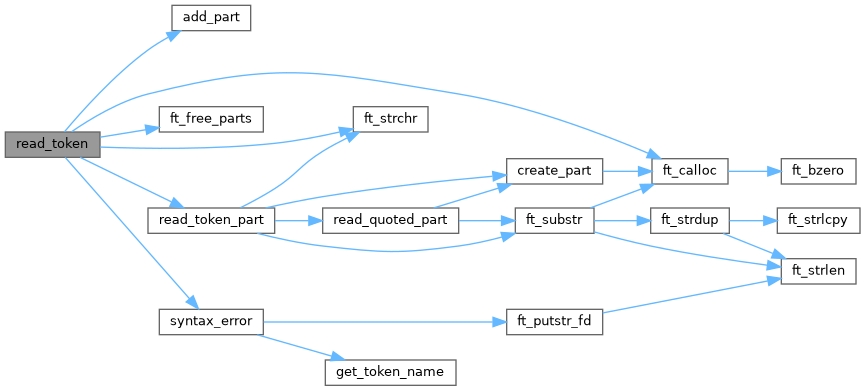 add_part
ft_free_parts
ft_strchr
read_token
create_part
ft_calloc
ft_bzero
read_token_part
read_quoted_part
ft_substr
ft_strdup
ft_strlcpy
ft_strlen
syntax_error
ft_putstr_fd
get_token_name